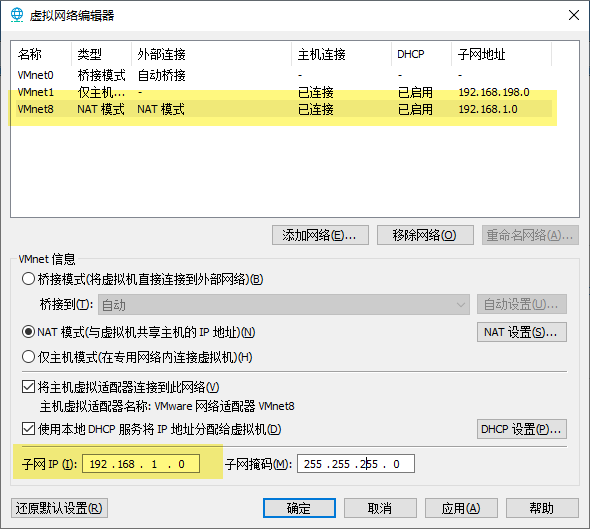 虚拟网络编辑器
名称 类型 外部连接 主机连接 DHCP 子网地址
VMnet0 桥接模式 自动桥接 - - -
VMnet1 仅主机... - 已连接 已启用 192.168.198.0
VMnet8 NAT 模式 NAT 模式 已连接 已启用 192.168.1.0
添加网络(E)... 移除网络(O) 重命名网络(A)...
VMnet 信息
桥接模式(将虚拟机直接连接到外部网络)(B)
桥接到(T): 自动 自动设置(U)...
NAT 模式(与虚拟机共享主机的 IP 地址)(N) NAT 设置(S)...
仅主机模式(在专用网络内连接虚拟机)(H)
将主机虚拟适配器连接到此网络(V)
主机虚拟适配器名称: VMware 网络适配器 VMnet8
使用本地 DHCP 服务将 IP 地址分配给虚拟机(D) DHCP 设置(P)...
子网 IP (I): 192 .168 . 1 . 0 子网掩码(M): 255 .255 .255 . 0
还原默认设置(R) 确定 取消 应用(A) 帮助